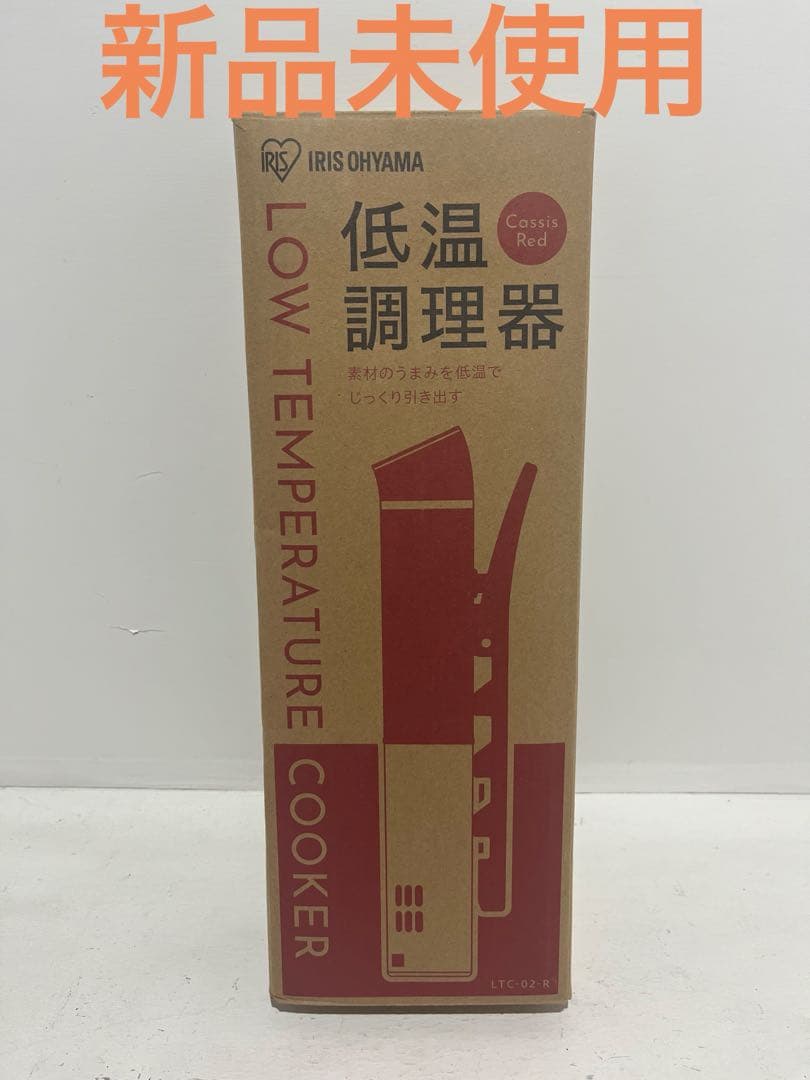 新品未使用
IRIS IRIS OHYAMA
低温
調理器
Cassis
Red
素材のうまみを低温で
じっくり引き出す
LOW TEMPERATURE COOKER
LTC-02-R